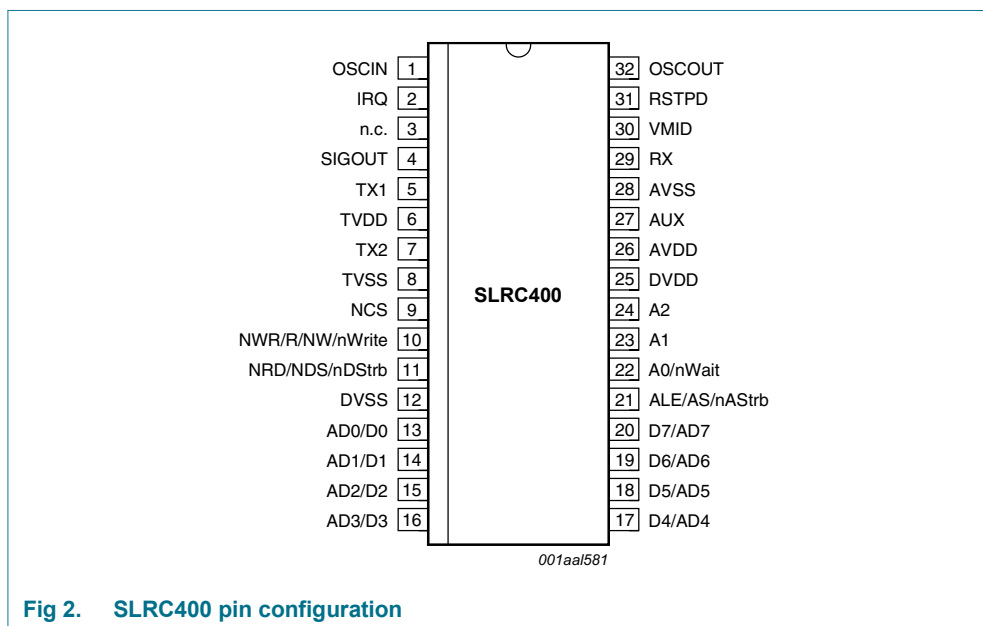 OSCIN 1
IRQ 2
n.c. 3
SIGOUT 4
TX1 5
TVDD 6
TX2 7
TVSS 8
NCS 9
NWR/R/NW/nWrite 10
NRD/NDS/nDStrb 11
DVSS 12
AD0/D0 13
AD1/D1 14
AD2/D2 15
AD3/D3 16
SLRC400
32 OSCOUT
31 RSTPD
30 VMID
29 RX
28 AVSS
27 AUX
26 AVDD
25 DVDD
24 A2
23 A1
22 A0/nWait
21 ALE/AS/nAStrb
20 D7/AD7
19 D6/AD6
18 D5/AD5
17 D4/AD4
001aal581
Fig 2. SLRC400 pin configuration